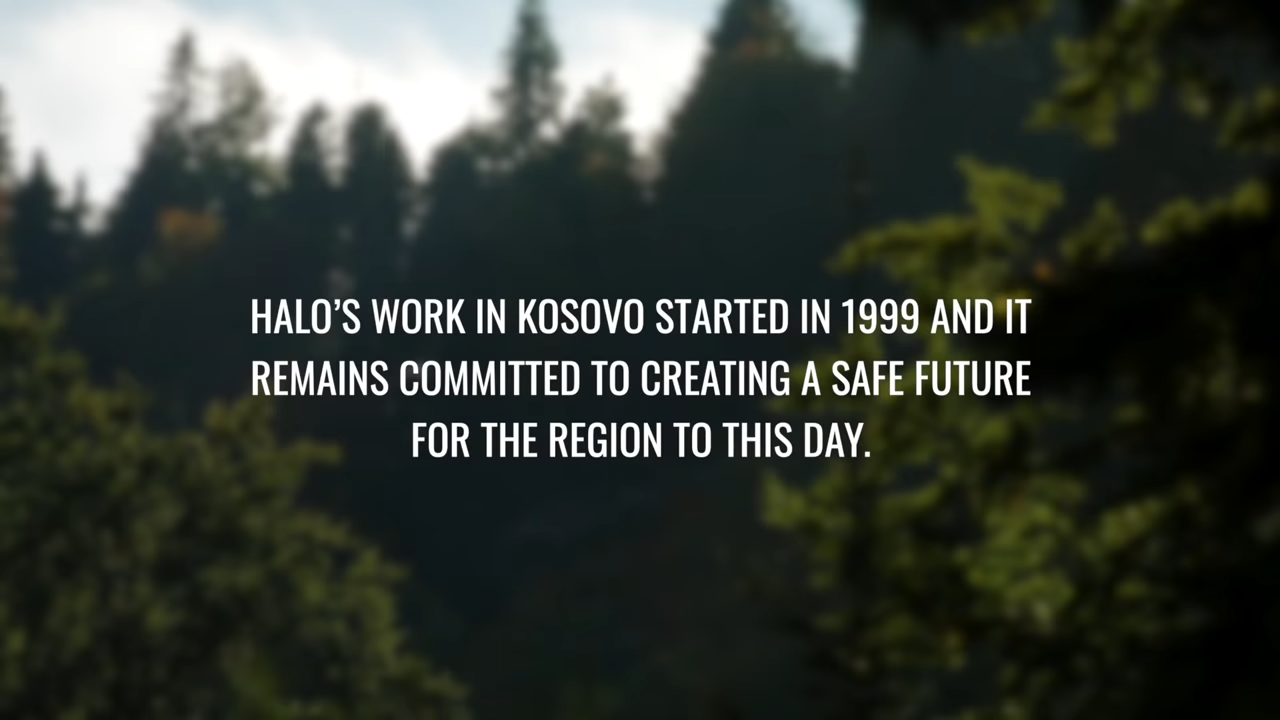 HALO’S WORK IN KOSOVO STARTED IN 1999 AND IT
REMAINS COMMITTED TO CREATING A SAFE FUTURE
FOR THE REGION TO THIS DAY.